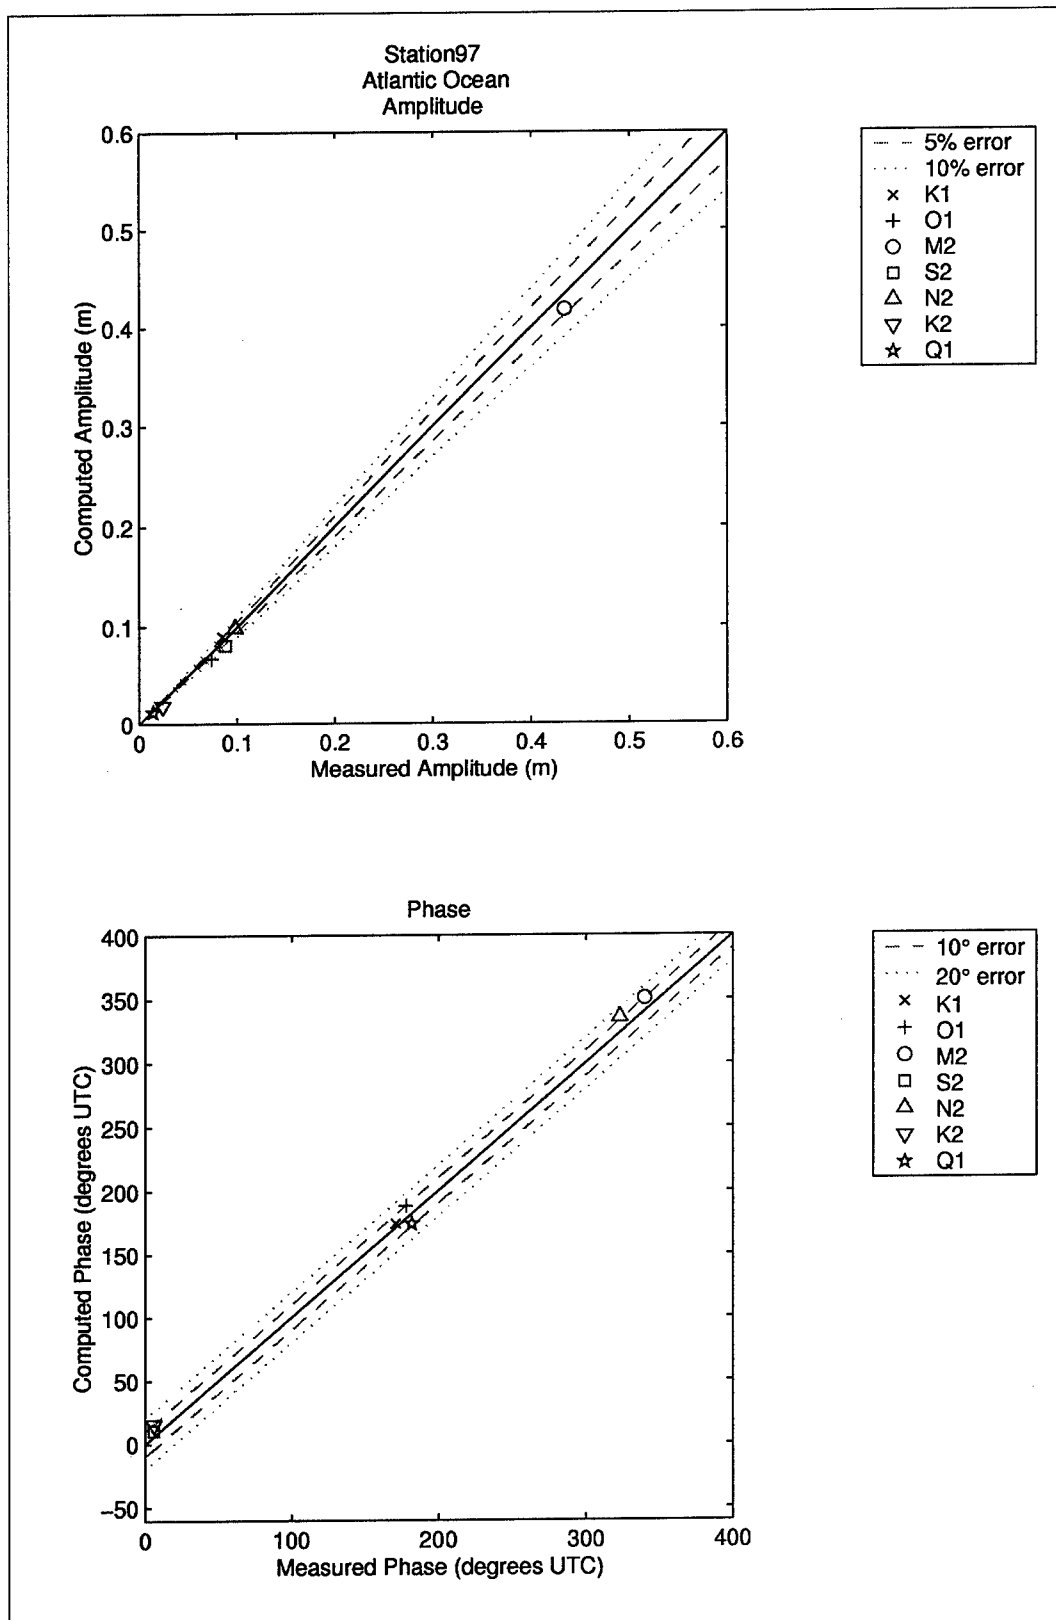 Station97
Atlantic Ocean
Amplitude
0.6
0.5
0.4
0.3
0.2
0.1
0
Computed Amplitude (m)
0 0.1 0.2 0.3 0.4 0.5 0.6
Measured Amplitude (m)
5% error
10% error
K1
O1
M2
S2
N2
K2
Q1
Phase
400
350
300
250
200
150
100
50
0
−50
Computed Phase (degrees UTC)
0 100 200 300 400
Measured Phase (degrees UTC)
10° error
20° error
K1
O1
M2
S2
N2
K2
Q1